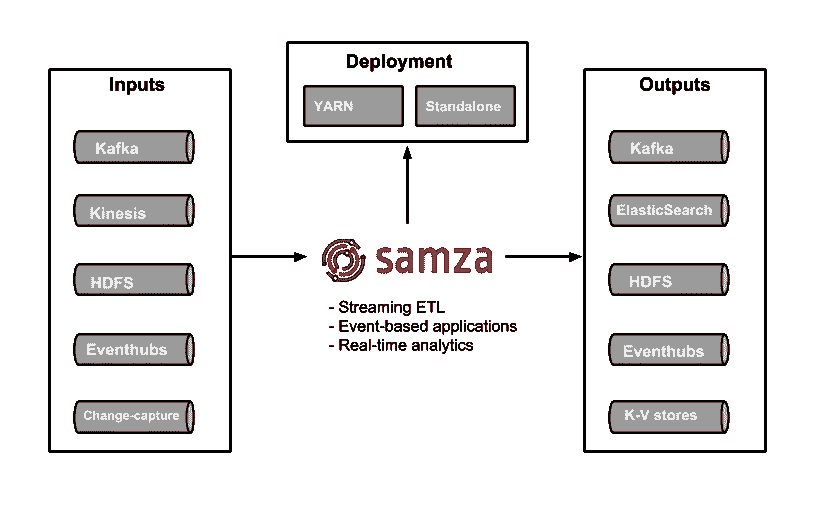 Deployment
YARN
Standalone
Inputs
Kafka
Kinesis
HDFS
Eventhubs
Change-capture
samza
- Streaming ETL
- Event-based applications
- Real-time analytics
Outputs
Kafka
ElasticSearch
HDFS
Eventhubs
K-V stores